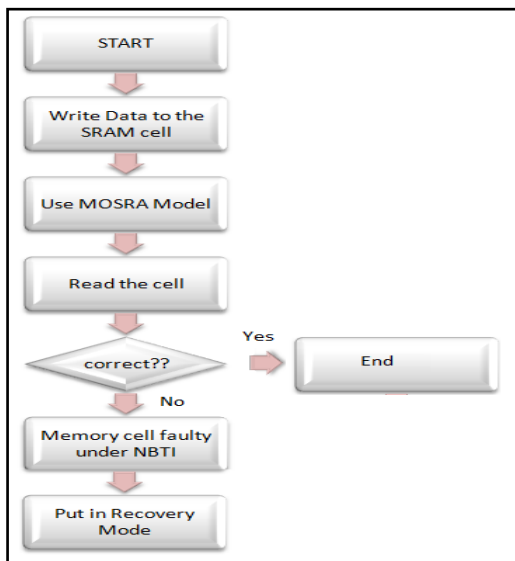 START
Write Data to the
SRAM cell
Use MOSRA Model
Read the cell
correct??
Yes
End
No
Memory cell faulty
under NBTI
Put in Recovery
Mode